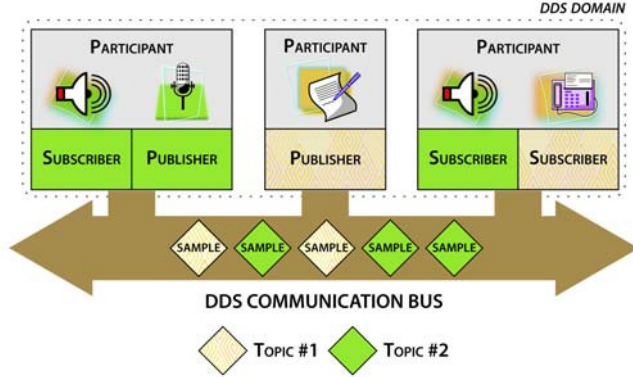 DDS DOMAIN
PARTICIPANT
PARTICIPANT
PARTICIPANT
SUBSCRIBER
PUBLISHER
PUBLISHER
SUBSCRIBER
SUBSCRIBER
SAMPLE
SAMPLE
SAMPLE
SAMPLE
SAMPLE
DDS COMMUNICATION BUS
TOPIC #1
TOPIC #2